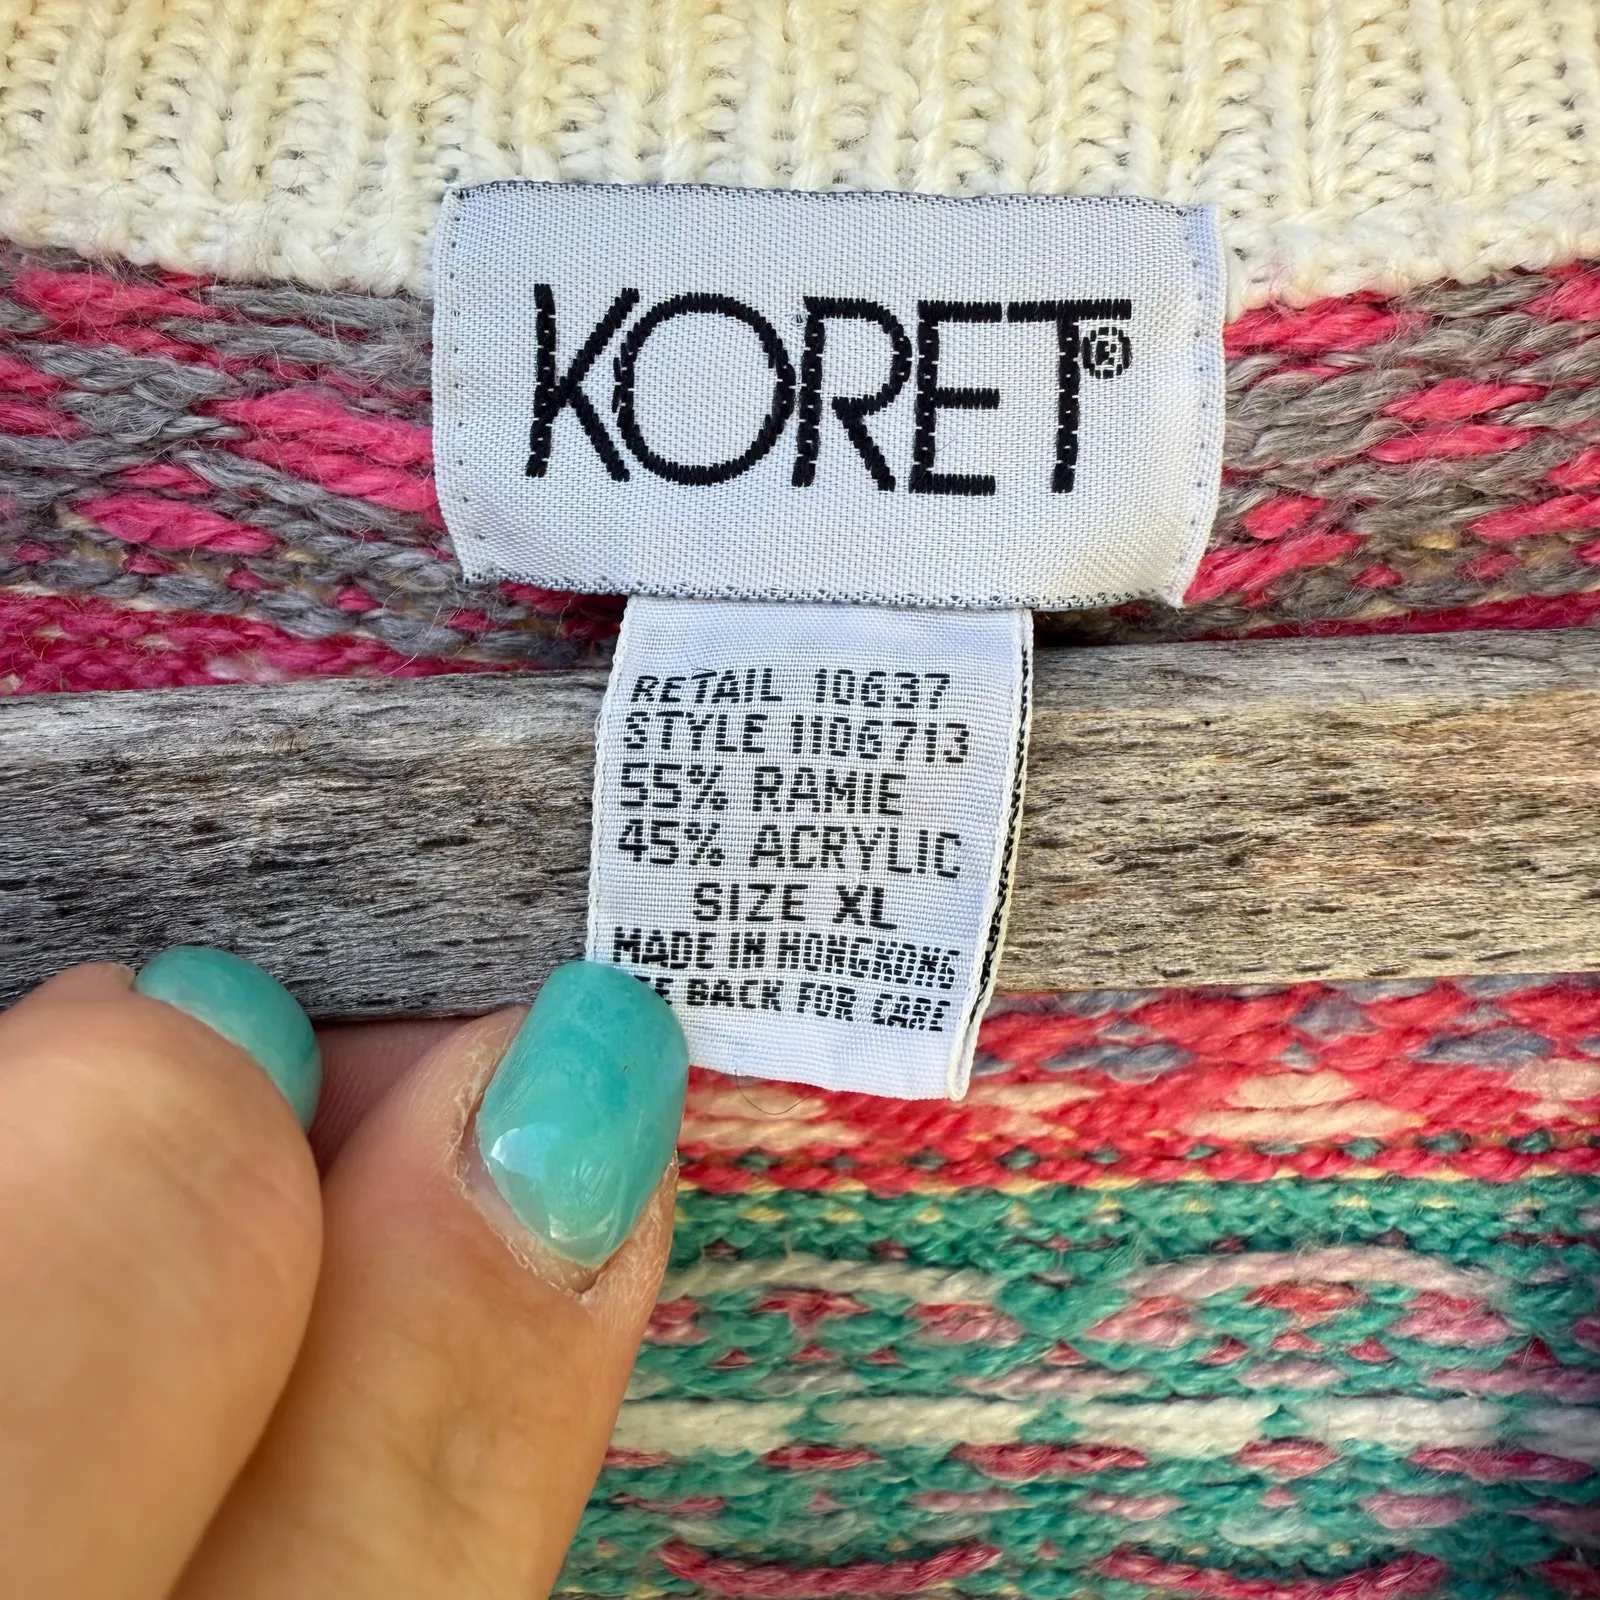 KORET®
RETAIL 10637
STYLE 1106713
55% RAMIE
45% ACRYLIC
SIZE XL
MADE IN HONGKONG
BACK FOR CARE